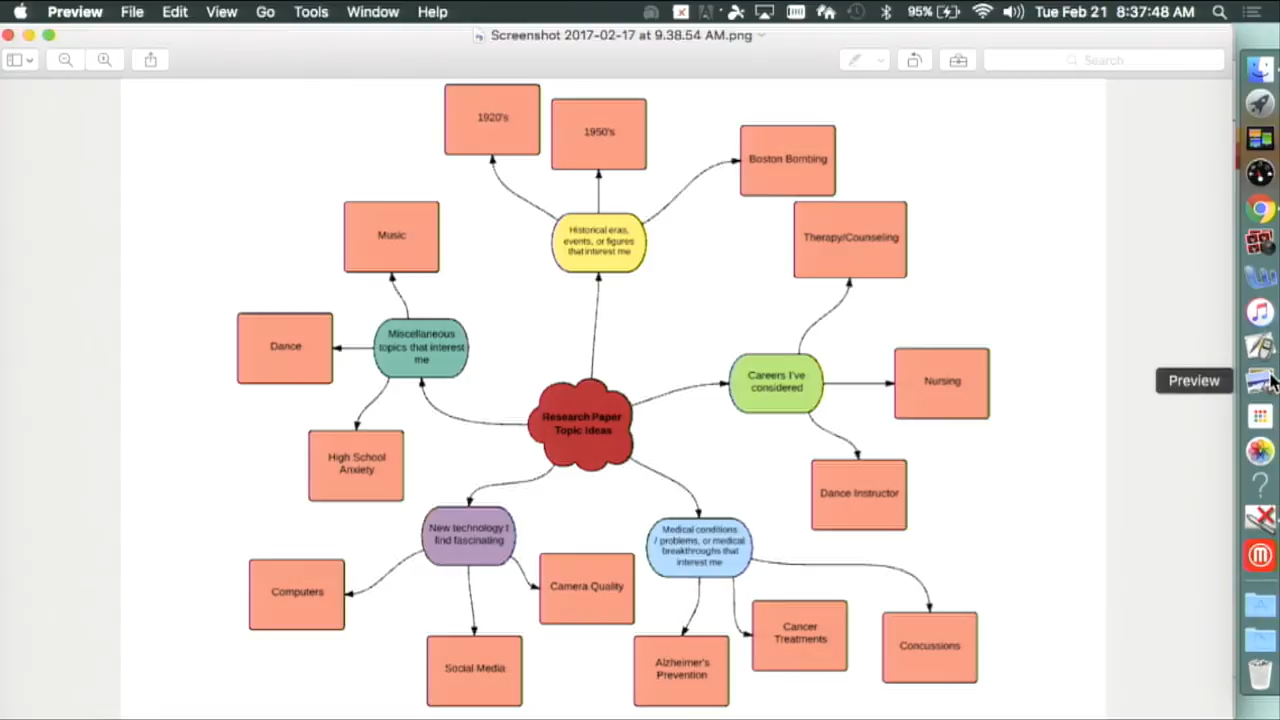 Preview File Edit View Go Tools Window Help 95% Tue Feb 21 8:37:48 AM
Screenshot 2017-02-17 at 9.38.54 AM.png
Search
1920's
1950's
Boston Bombing
Historical eras,
events, or figures
that interest me
Music
Therapy/Counseling
Miscellaneous
topics that interest
me
Dance
Careers I've
considered
Nursing
Preview
Research Paper
Topic Ideas
High School
Anxiety
Dance Instructor
New technology I
find fascinating
Medical conditions
/ problems, or medical
breakthroughs that
interest me
Computers
Camera Quality
Cancer
Treatments
Concussions
Social Media
Alzheimer's
Prevention